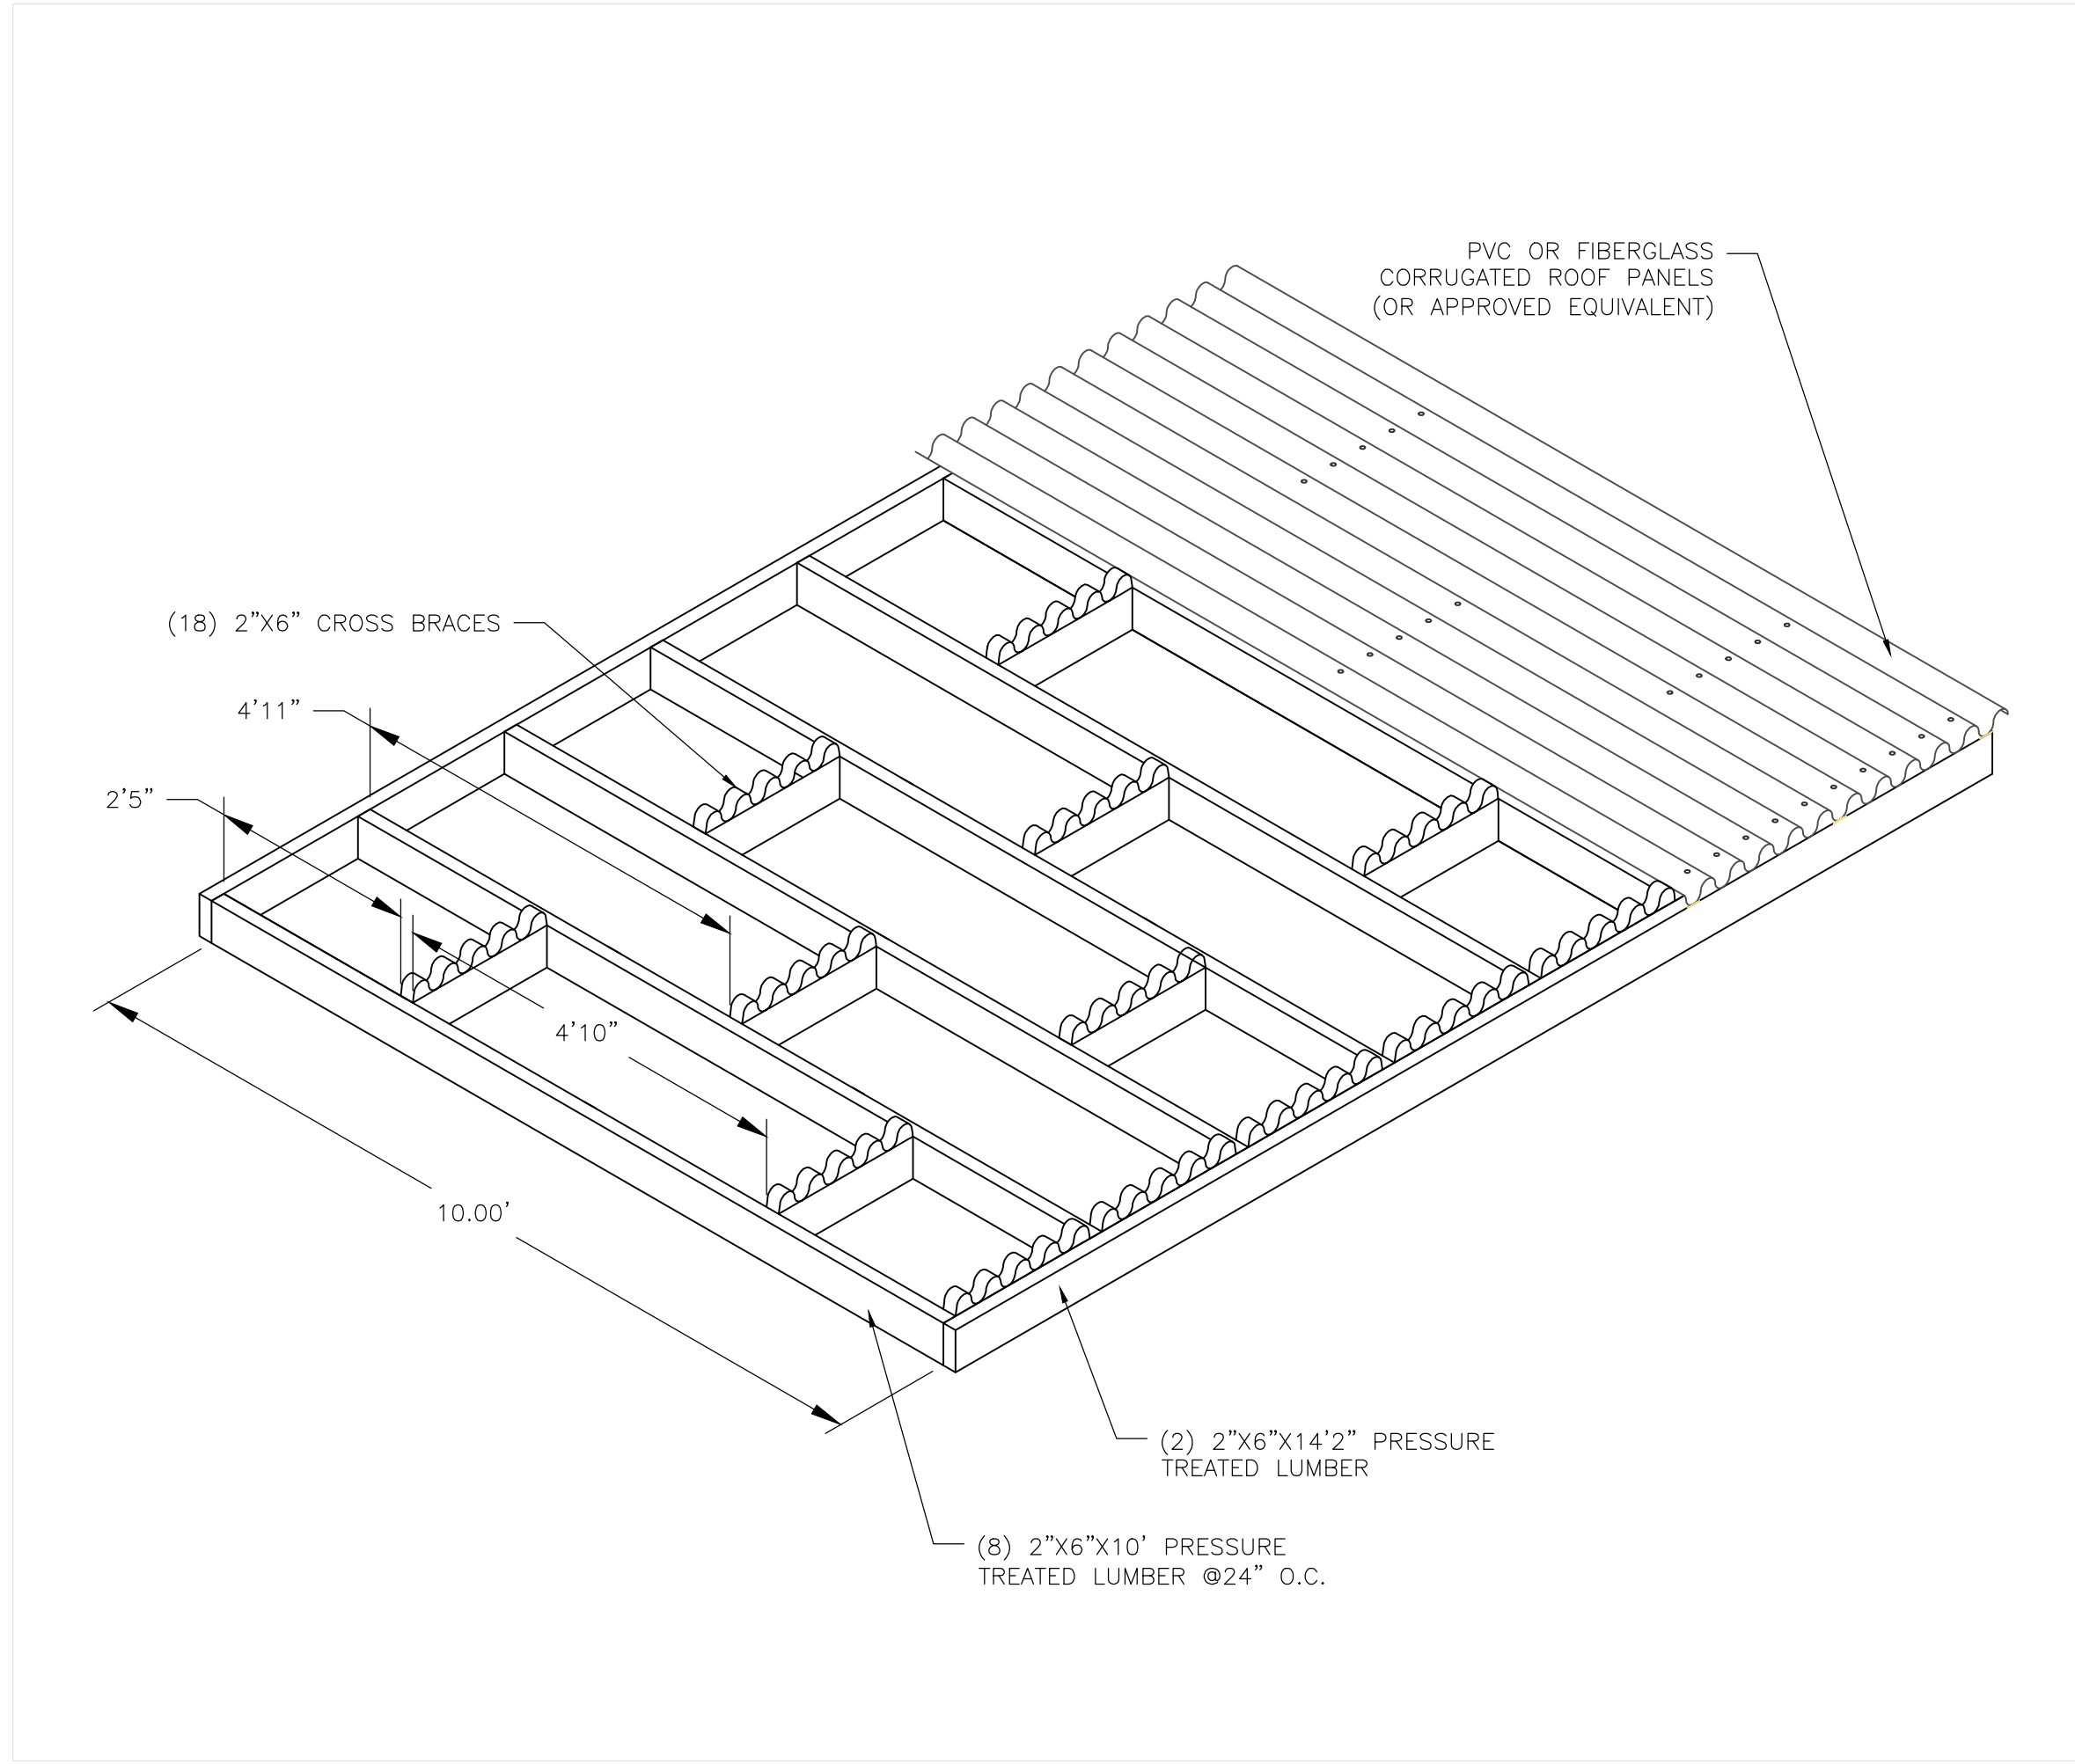 PVC OR FIBERGLASS
CORRUGATED ROOF PANELS
(OR APPROVED EQUIVALENT)
(18) 2”X6” CROSS BRACES
4’11”
2’5”
4’10”
10.00’
(2) 2”X6”X14’2” PRESSURE
TREATED LUMBER
(8) 2”X6”X10’ PRESSURE
TREATED LUMBER @24” O.C.